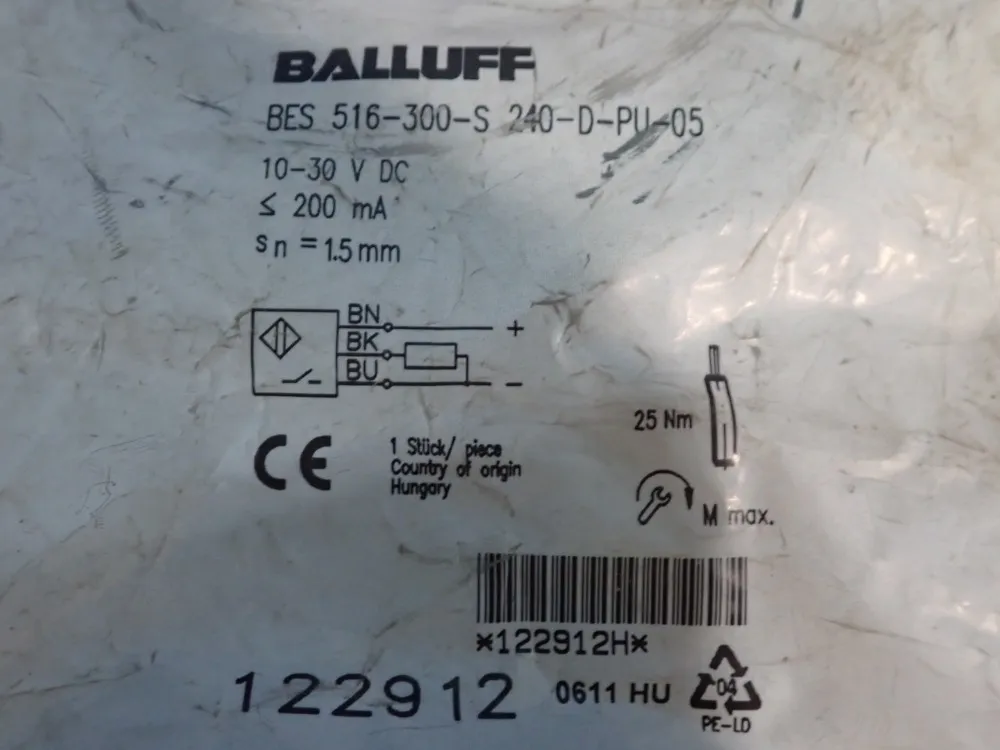 BALLUFF
BES 516-300-S 240-D-PU-05
10-30 V DC
≤ 200 mA
sn = 1.5 mm
BN +
BK
BU -
25 Nm
M max.
CE
1 Stück/ piece
Country of origin
Hungary
*122912H*
122912
0611 HU
04
PE-LD